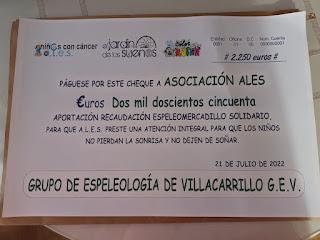 niños con cáncer
a.l.e.s.
el jardín
de los sueños
Entidad Oficina D.C. Núm. Cuenta
0001 01 00 0000000001
# 2.250 euros #
PÁGUESE POR ESTE CHEQUE A ASOCIACIÓN ALES
€uros Dos mil doscientos cincuenta
APORTACIÓN RECAUDACIÓN ESPELEOMERCADILLO SOLIDARIO,
PARA QUE A.L.E.S. PRESTE UNA ATENCIÓN INTEGRAL PARA QUE LOS NIÑOS
NO PIERDAN LA SONRISA Y NO DEJEN DE SOÑAR.
21 DE JULIO DE 2022
GRUPO DE ESPELEOLOGÍA DE VILLACARRILLO G.E.V.